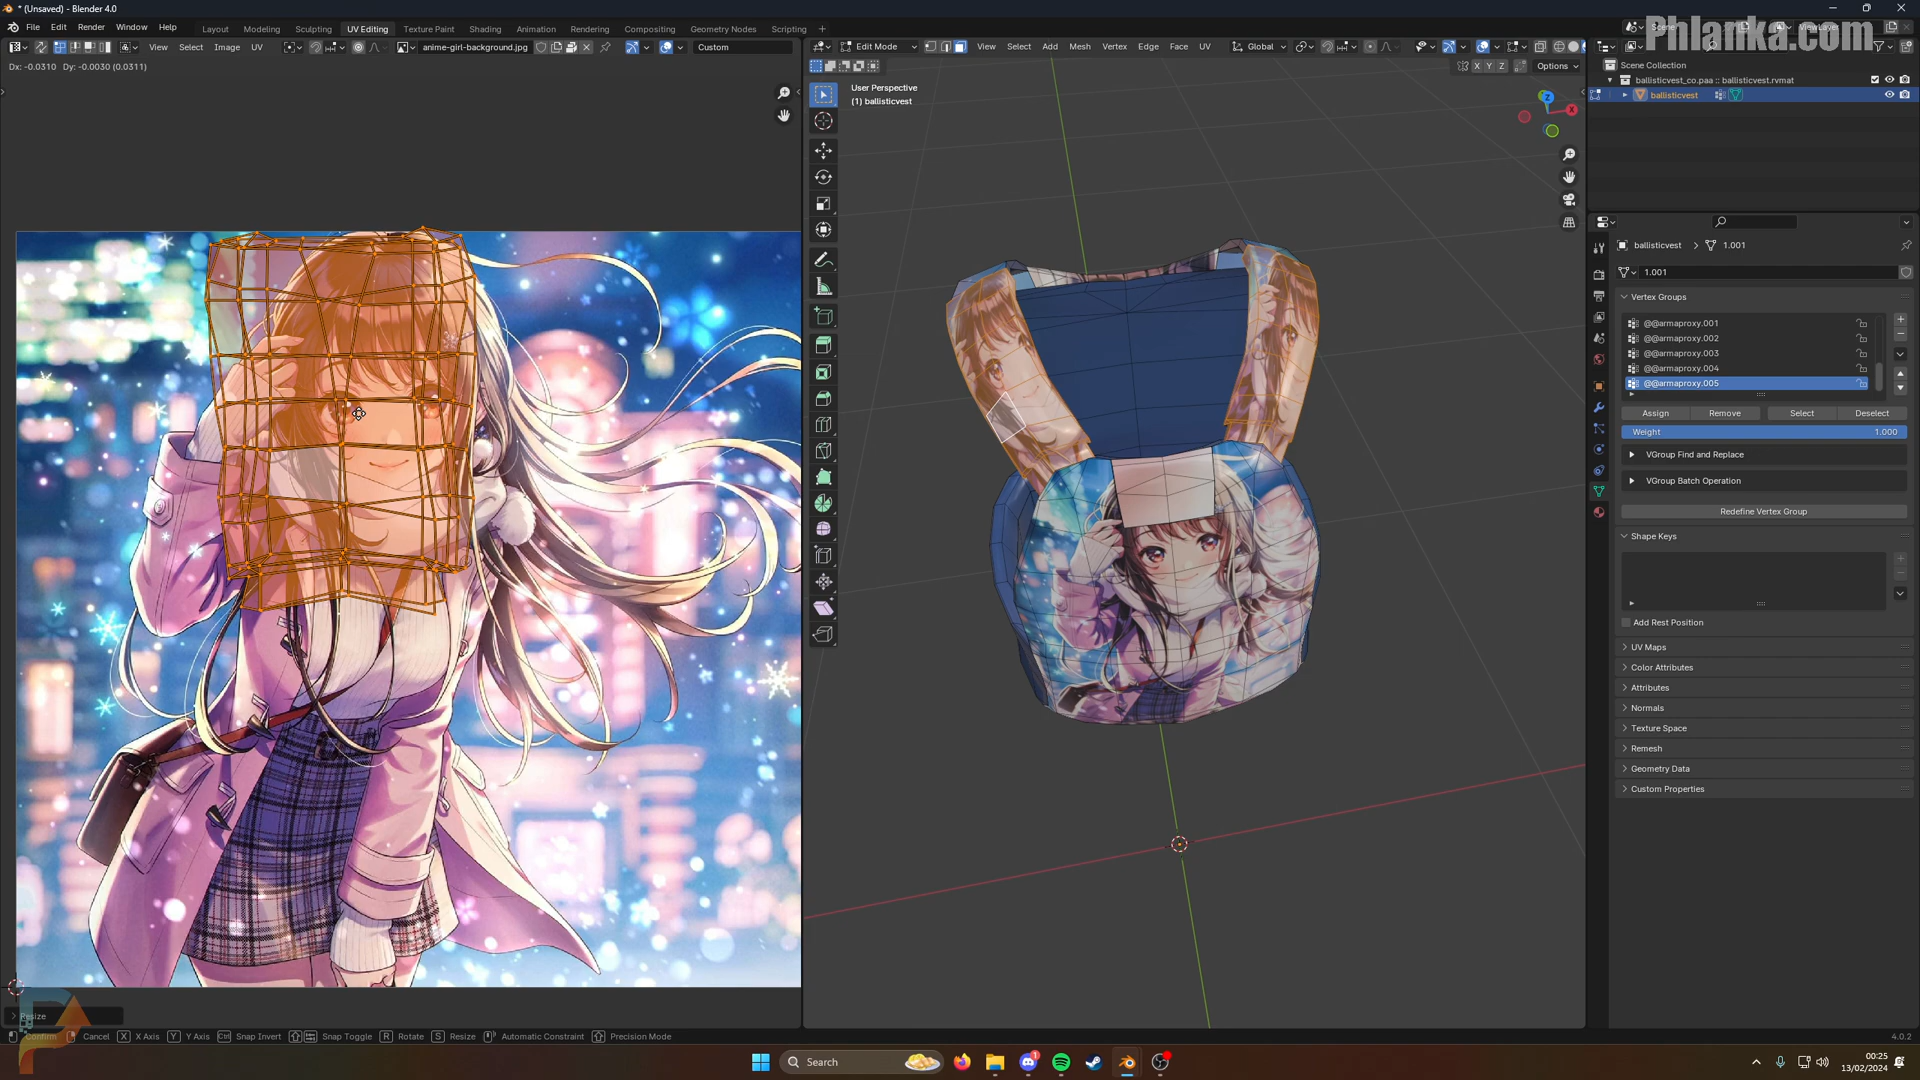 * (Unsaved) - Blender 4.0
File Edit Render Window Help
Layout Modeling Sculpting UV Editing Texture Paint Shading Animation Rendering Compositing Geometry Nodes Scripting +
View Select Image UV
anime-girl-background.jpg
Custom
Dx: -0.0310 Dy: -0.0030 (0.0311)
Resize
Edit Mode View Select Add Mesh Vertex Edge Face UV Global
X Y Z Options
User Perspective
(1) ballisticvest
Z
X
Scene
ViewLayer
Phlanka.com
Scene Collection
ballisticvest_co.paa :: ballisticvest.rvmat
ballisticvest
ballisticvest > 1.001
1.001
Vertex Groups
@@armaproxy.001
@@armaproxy.002
@@armaproxy.003
@@armaproxy.004
@@armaproxy.005
Assign Remove Select Deselect
Weight 1.000
VGroup Find and Replace
VGroup Batch Operation
Redefine Vertex Group
Shape Keys
Add Rest Position
UV Maps
Color Attributes
Attributes
Normals
Texture Space
Remesh
Geometry Data
Custom Properties
Confirm Cancel X X Axis Y Y Axis Ctrl Snap Invert Snap Toggle R Rotate S Resize Automatic Constraint Precision Mode
4.0.2
Search
1
00:25
13/02/2024